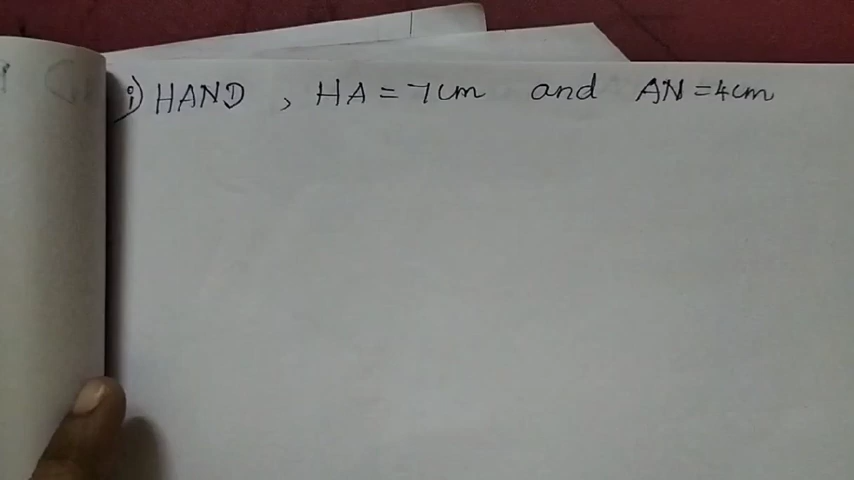 i) HAND , HA = 7cm and AN = 4cm